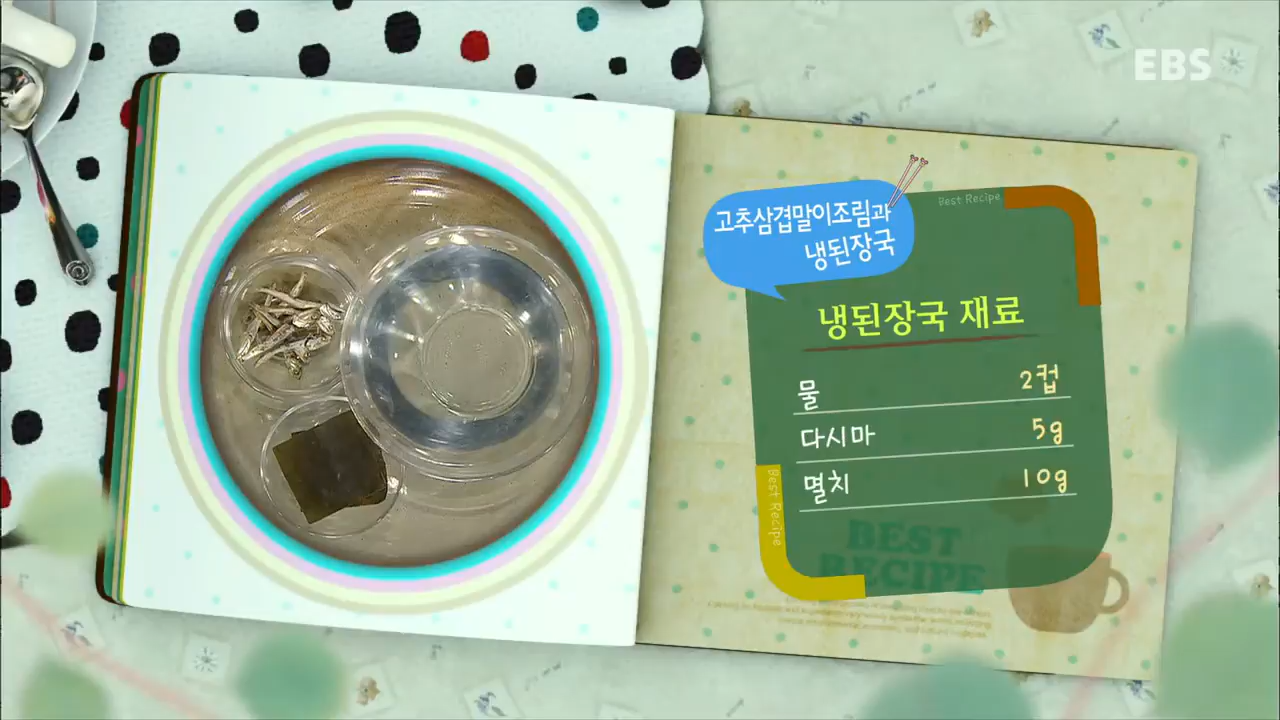 EBS
고추삼겹말이조림과
냉된장국
Best Recipe
냉된장국 재료
물 2컵
다시마 5g
멸치 10g
Best Recipe
BEST
RECIPE